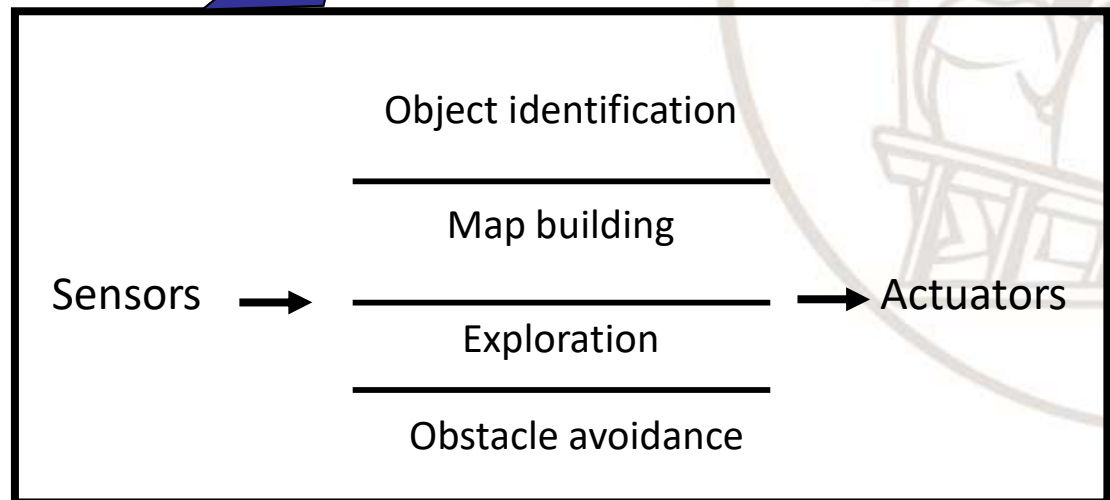 Object identification
Map building
Sensors
Actuators
Exploration
Obstacle avoidance